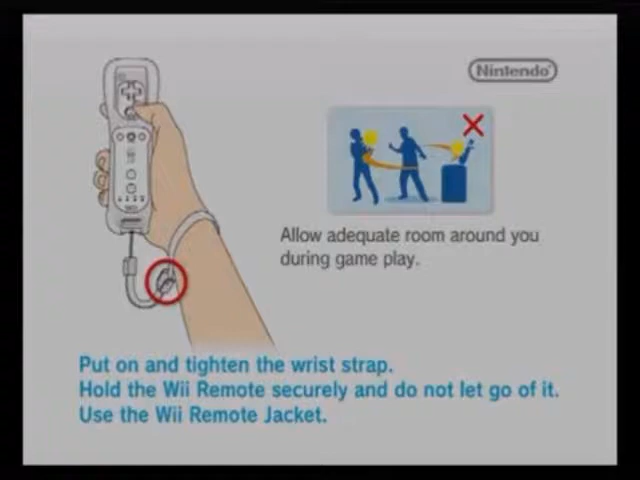 Nintendo
Allow adequate room around you
during game play.
Put on and tighten the wrist strap.
Hold the Wii Remote securely and do not let go of it.
Use the Wii Remote Jacket.